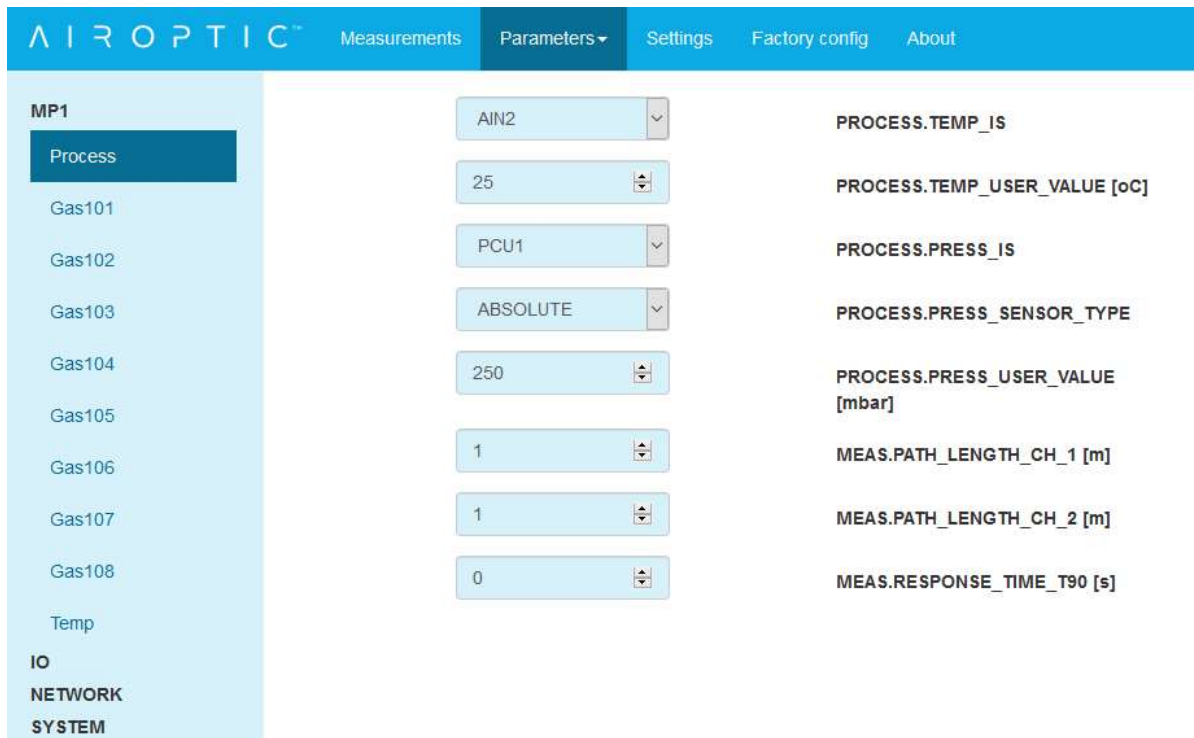 AIROPTIC™ Measurements Parameters Settings Factory config About
MP1
Process
Gas101
Gas102
Gas103
Gas104
Gas105
Gas106
Gas107
Gas108
Temp
IO
NETWORK
SYSTEM
AIN2 PROCESS.TEMP_IS
25 PROCESS.TEMP_USER_VALUE [oC]
PCU1 PROCESS.PRESS_IS
ABSOLUTE PROCESS.PRESS_SENSOR_TYPE
250 PROCESS.PRESS_USER_VALUE
[mbar]
1 MEAS.PATH_LENGTH_CH_1 [m]
1 MEAS.PATH_LENGTH_CH_2 [m]
0 MEAS.RESPONSE_TIME_T90 [s]